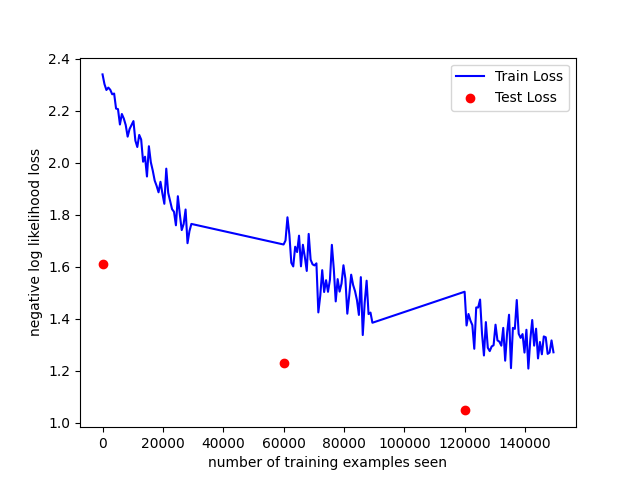 Train Loss
Test Loss
2.4
2.2
2.0
1.8
1.6
1.4
1.2
1.0
negative log likelihood loss
0 20000 40000 60000 80000 100000 120000 140000
number of training examples seen